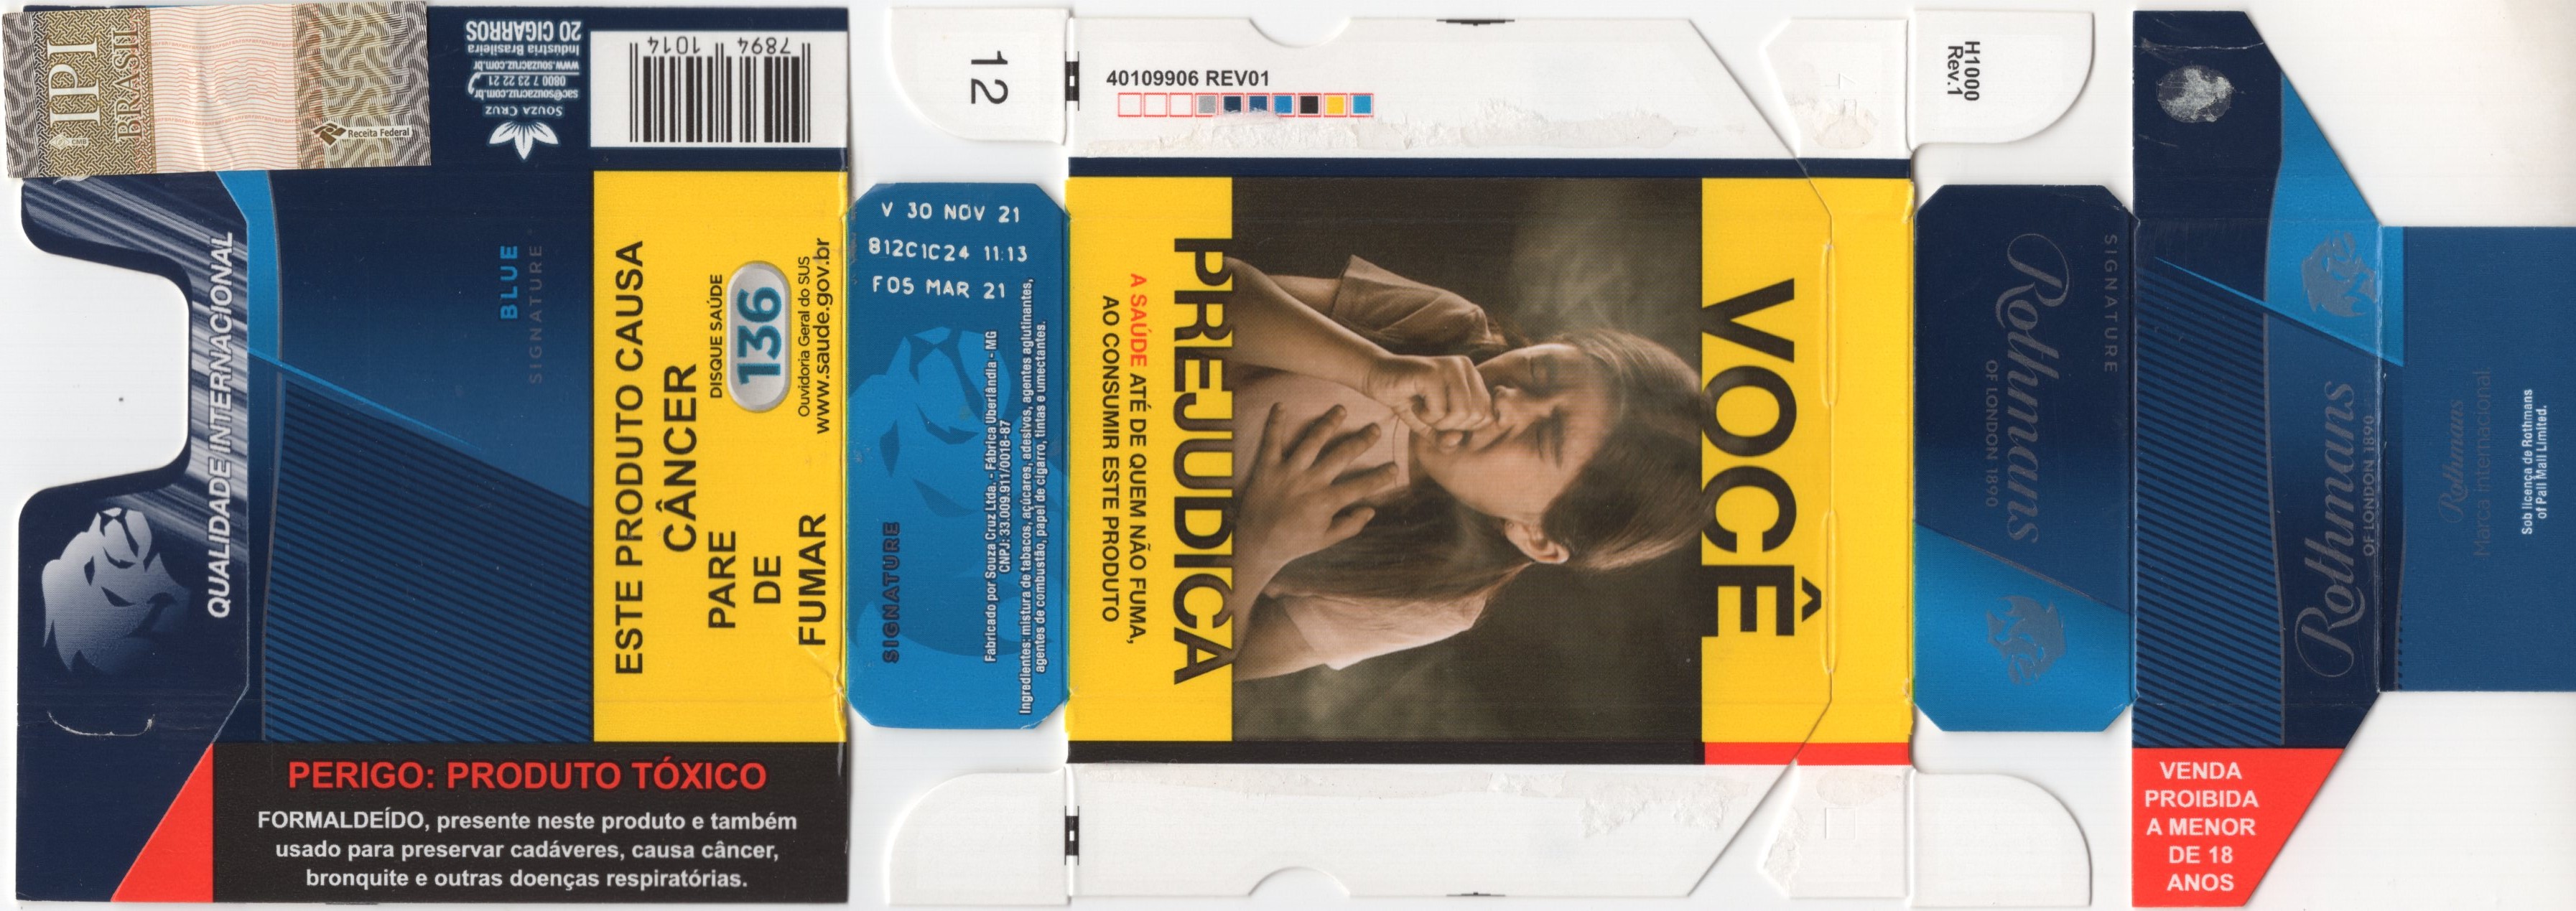 IPI
BRASIL
CMB
Receita Federal
20 CIGARROS
Indústria Brasileira
www.souzacruz.com.br
0800 7 23 22 21
sac@souzacruz.com.br
SOUZA CRUZ
7894 1014
QUALIDADE INTERNACIONAL
BLUE
SIGNATURE
ESTE PRODUTO CAUSA
CÂNCER
PARE
DE
FUMAR
DISQUE SAÚDE
136
Ouvidoria Geral do SUS
www.saude.gov.br
PERIGO: PRODUTO TÓXICO
FORMALDEÍDO, presente neste produto e também
usado para preservar cadáveres, causa câncer,
bronquite e outras doenças respiratórias.
12
V 30 NOV 21
812C1C24 11:13
F05 MAR 21
SIGNATURE
Fabricado por Souza Cruz Ltda. - Fábrica Uberlândia - MG
CNPJ: 33.009.911/0018-87
Ingredientes: mistura de tabacos, açúcares, adesivos, agentes aglutinantes,
agentes de combustão, papel de cigarro, tintas e umectantes.
40109906 REV01
VOCÊ
PREJUDICA
A SAÚDE ATÉ DE QUEM NÃO FUMA,
AO CONSUMIR ESTE PRODUTO
H1000
Rev.1
SIGNATURE
Rothmans
OF LONDON 1890
Rothmans
OF LONDON 1890
Rothmans
Marca Internacional.
Sob licença de Rothmans
of Pall Mall Limited.
VENDA
PROIBIDA
A MENOR
DE 18
ANOS